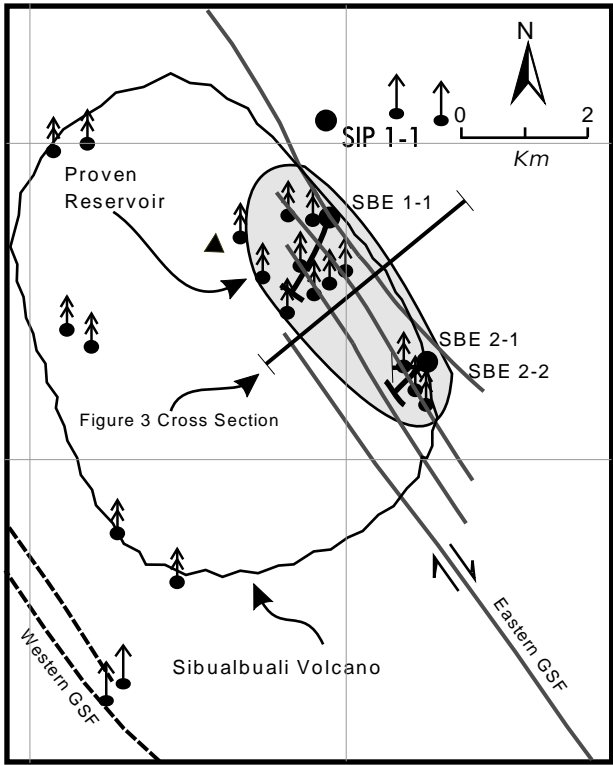 N
0 2
Km
SIP 1-1
Proven
Reservoir
SBE 1-1
SBE 2-1
SBE 2-2
Figure 3 Cross Section
Sibualbuali Volcano
Western GSF
Eastern GSF